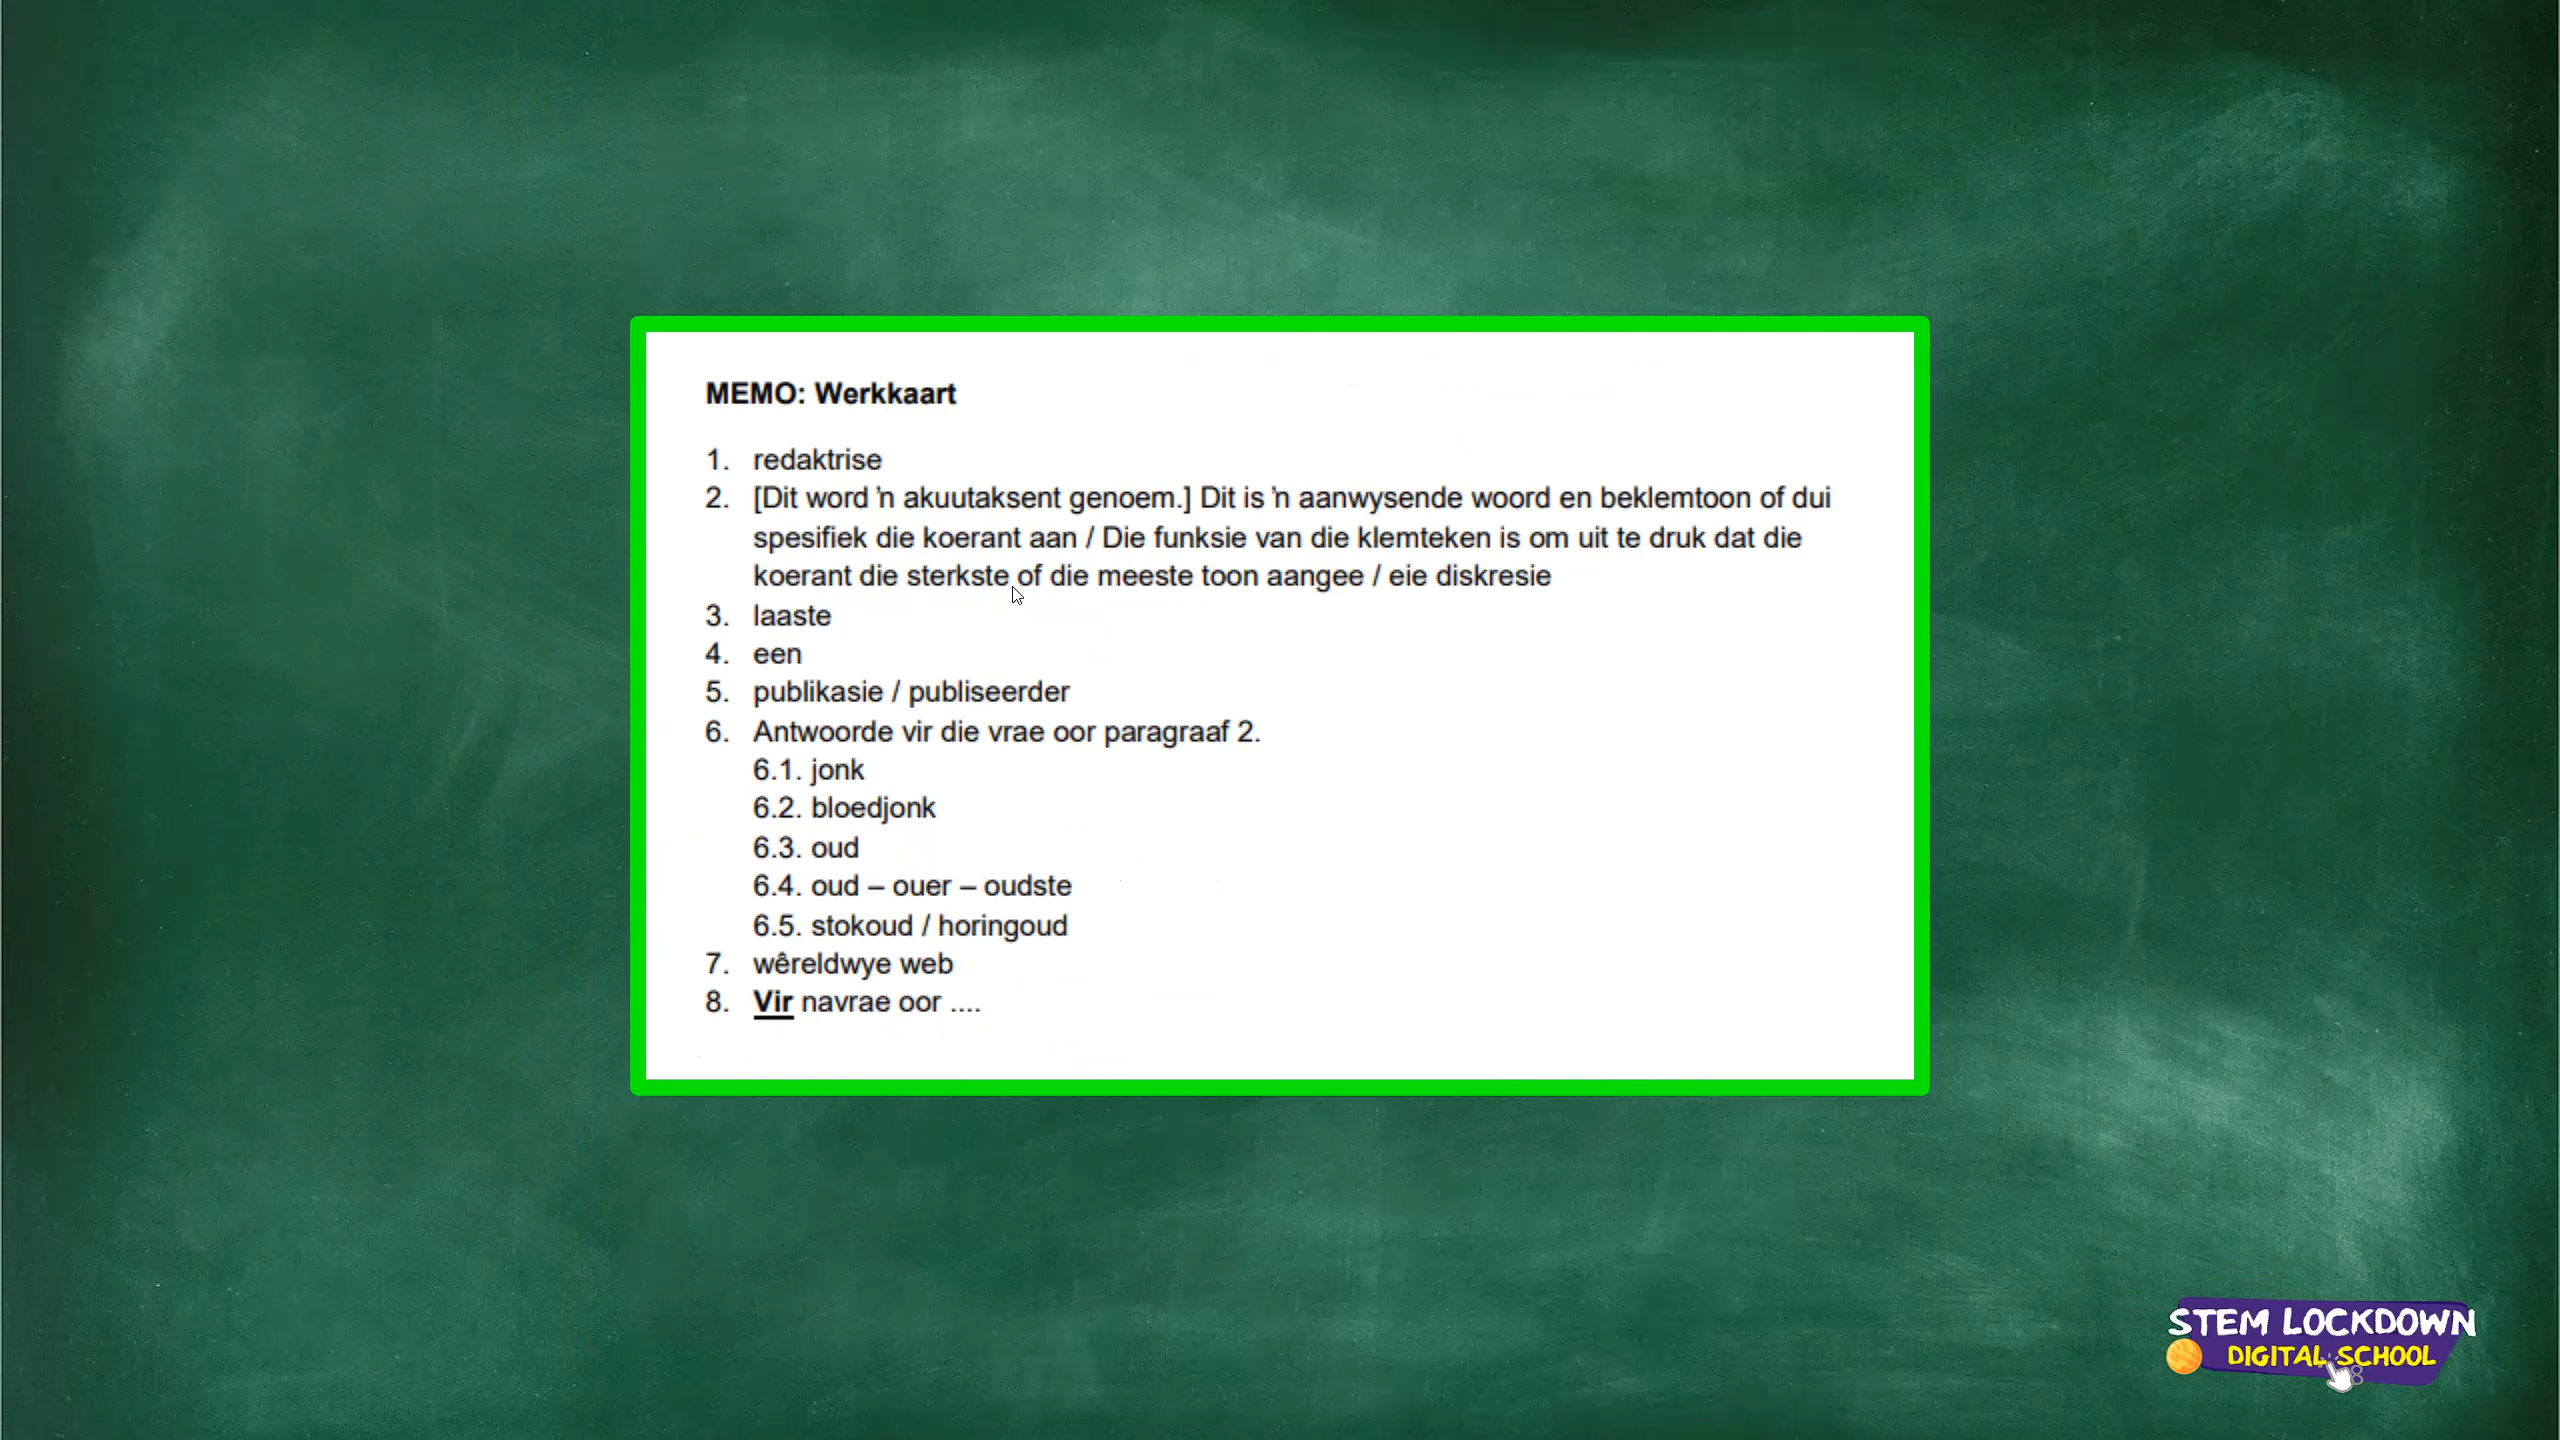 MEMO: Werkkaart
1. redaktrise
2. [Dit word 'n akuutaksent genoem.] Dit is 'n aanwysende woord en beklemtoon of dui
spesifiek die koerant aan / Die funksie van die klemteken is om uit te druk dat die
koerant die sterkste of die meeste toon aangee / eie diskresie
3. laaste
4. een
5. publikasie / publiseerder
6. Antwoorde vir die vrae oor paragraaf 2.
6.1. jonk
6.2. bloedjonk
6.3. oud
6.4. oud – ouer – oudste
6.5. stokoud / horingoud
7. wêreldwye web
8. Vir navrae oor ....
STEM LOCKDOWN
DIGITAL SCHOOL
8